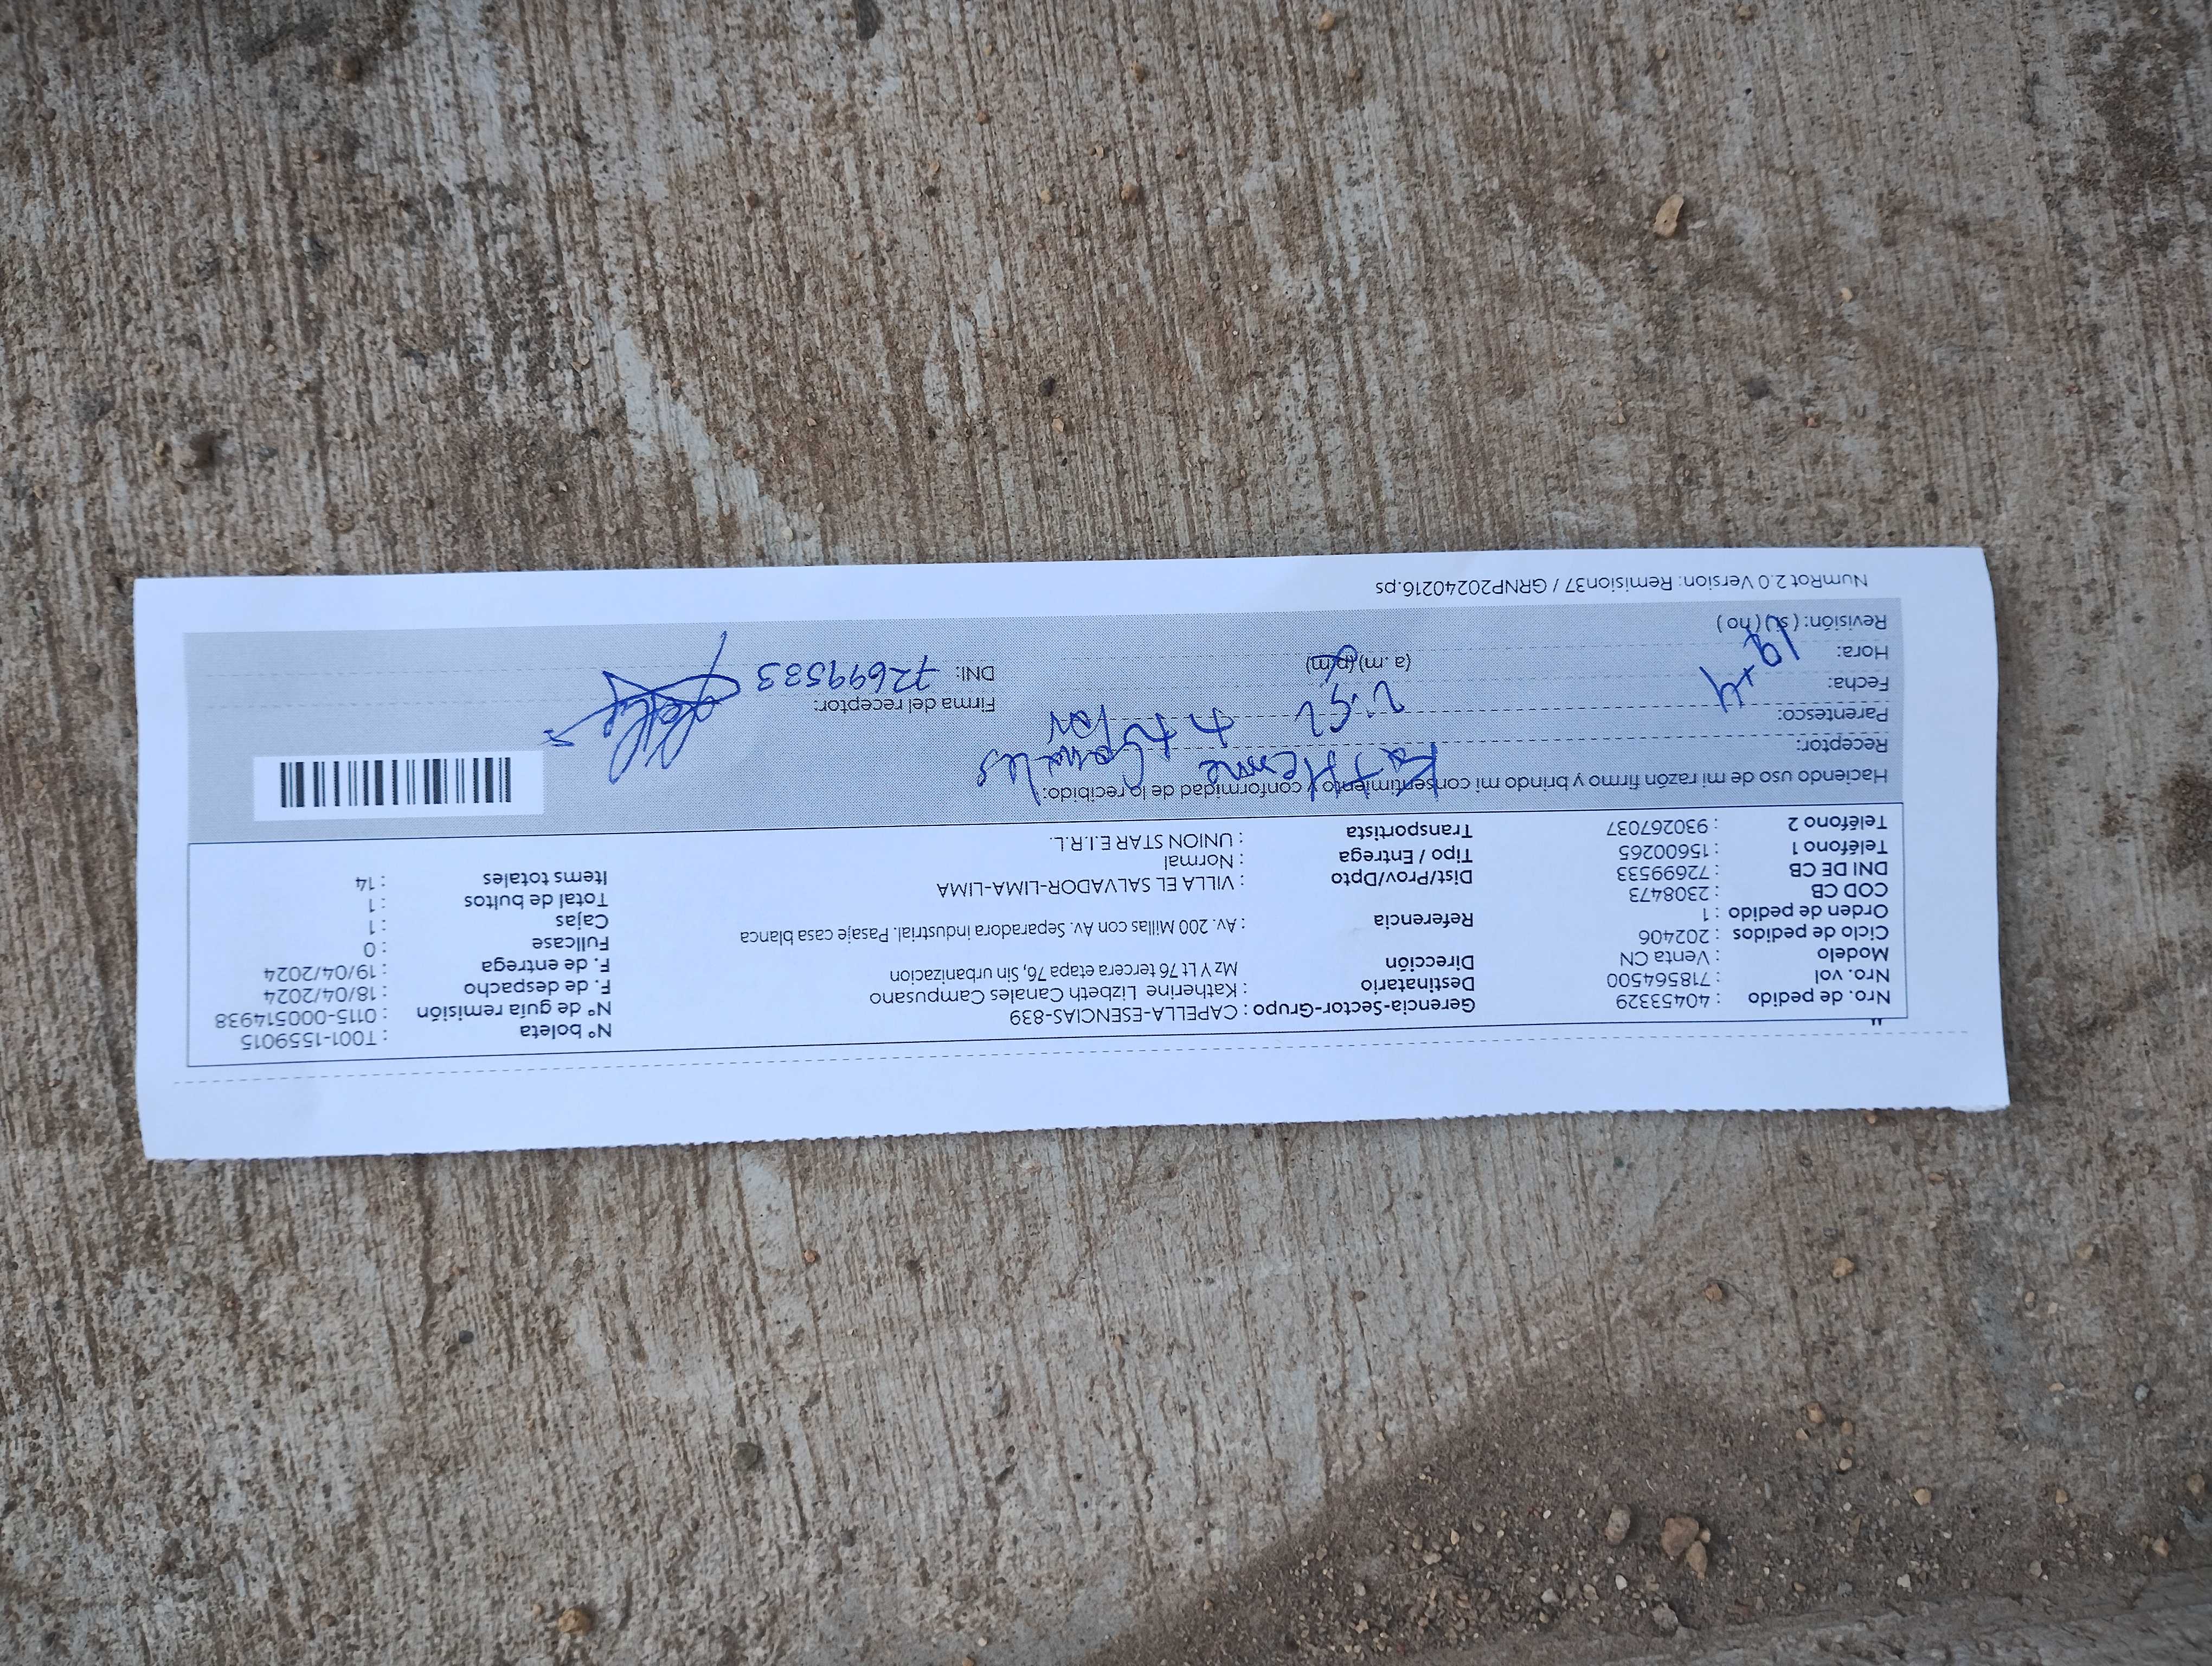 "
Nro. de pedido : 40453329
Nro. vol : 718564500
Modelo : Venta CN
Ciclo de pedidos : 202406
Orden de pedido : 1
COD CB : 2308473
DNI DE CB : 72699533
Teléfono 1 : 15600265
Teléfono 2 : 930267037
Gerencia-Sector-Grupo : CAPELLA-ESENCIAS-839
Destinatario : Katherine Lizbeth Canales Campusano
Dirección Mz Y Lt 76 tercera etapa 76, Sin urbanizacion
Referencia : Av. 200 Millas con Av. Separadora industrial. Pasaje casa blanca
Dist/Prov/Dpto : VILLA EL SALVADOR-LIMA-LIMA
Tipo / Entrega : Normal
Transportista : UNION STAR E.I.R.L.
N° boleta : T001-1559015
N° de guía remisión : 0115-000514938
F. de despacho : 18/04/2024
F. de entrega : 19/04/2024
Fullcase : 0
Cajas : 1
Total de bultos : 1
Items totales : 14
Haciendo uso de mi razón firmo y brindo mi consentimiento y conformidad de lo recibido:
Receptor: Katherine Canales
Parentesco:
Fecha:
Hora: (a. m) (p.m)
Revisión: ( si ) ( no )
Firma del receptor:
DNI: 72699533
NumRot 2.0 Version: Remision37 / GRNP20240216.ps